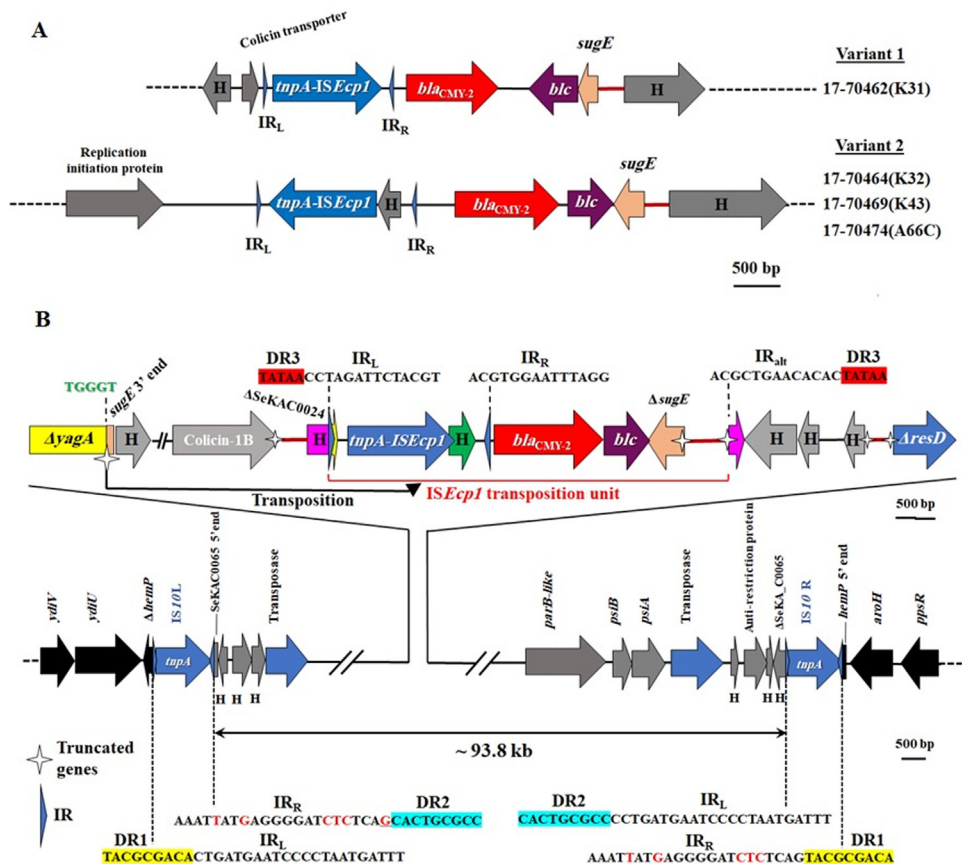 A
Colicin transporter
sugE
Variant 1
H
tnpA-ISEcp1
blaCMY-2
blc
H
17-70462(K31)
IRL
IRR
Replication
initiation protein
sugE
Variant 2
tnpA-ISEcp1
H
blaCMY-2
blc
H
17-70464(K32)
17-70469(K43)
17-70474(A66C)
IRL
IRR
500 bp
B
TGGGT
sugE 3' end
DR3
IRL
IRR
IRalt
DR3
TATAACCTAGATTCTACGT
ACGTGGAATTTAGG
ACGCTGAACACACTATAA
ΔSeKAC0024
ΔsugE
ΔyagA
H
Colicin-1B
H
tnpA-ISEcp1
H
blaCMY-2
blc
H
H
H
ΔresD
Transposition
ISEcp1 transposition unit
500 bp
ydiV
ydiU
ΔhemP
IS10L
SeKAC0065 5' end
Transposase
parB-like
psiB
psiA
Transposase
Anti-restriction protein
ΔSeKA_C0065
IS10 R
hemP 5' end
aroH
ppsR
tnpA
tnpA
H
H
H
H
H
H
~ 93.8 kb
500 bp
Truncated
genes
IR
IRR
DR2
DR2
IRL
AAATTATGAGGGGATCTCTCAGCACTGCGCC
CACTGCGCCCCTGATGAATCCCCTAATGATTT
DR1
IRL
IRR
DR1
TACGCGACACTGATGAATCCCCTAATGATTT
AAATTATGAGGGGATCTCTCAGTACGCGACA